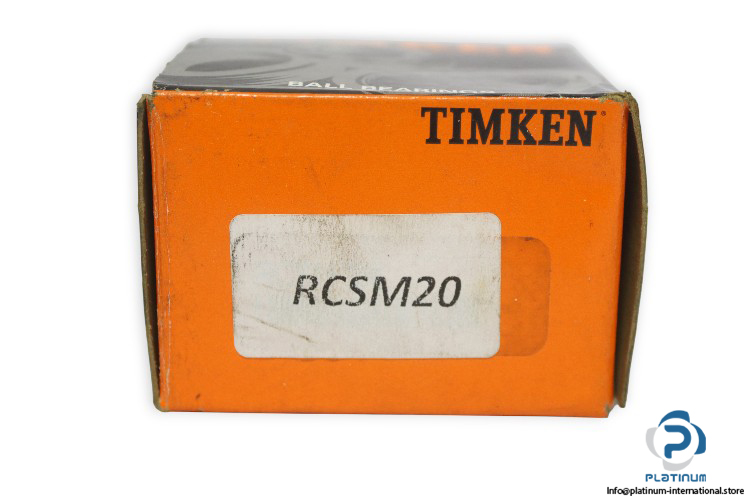 BALL BEARINGS
TIMKEN
RCSM20
PLATINUM
Info@platinum-international.store